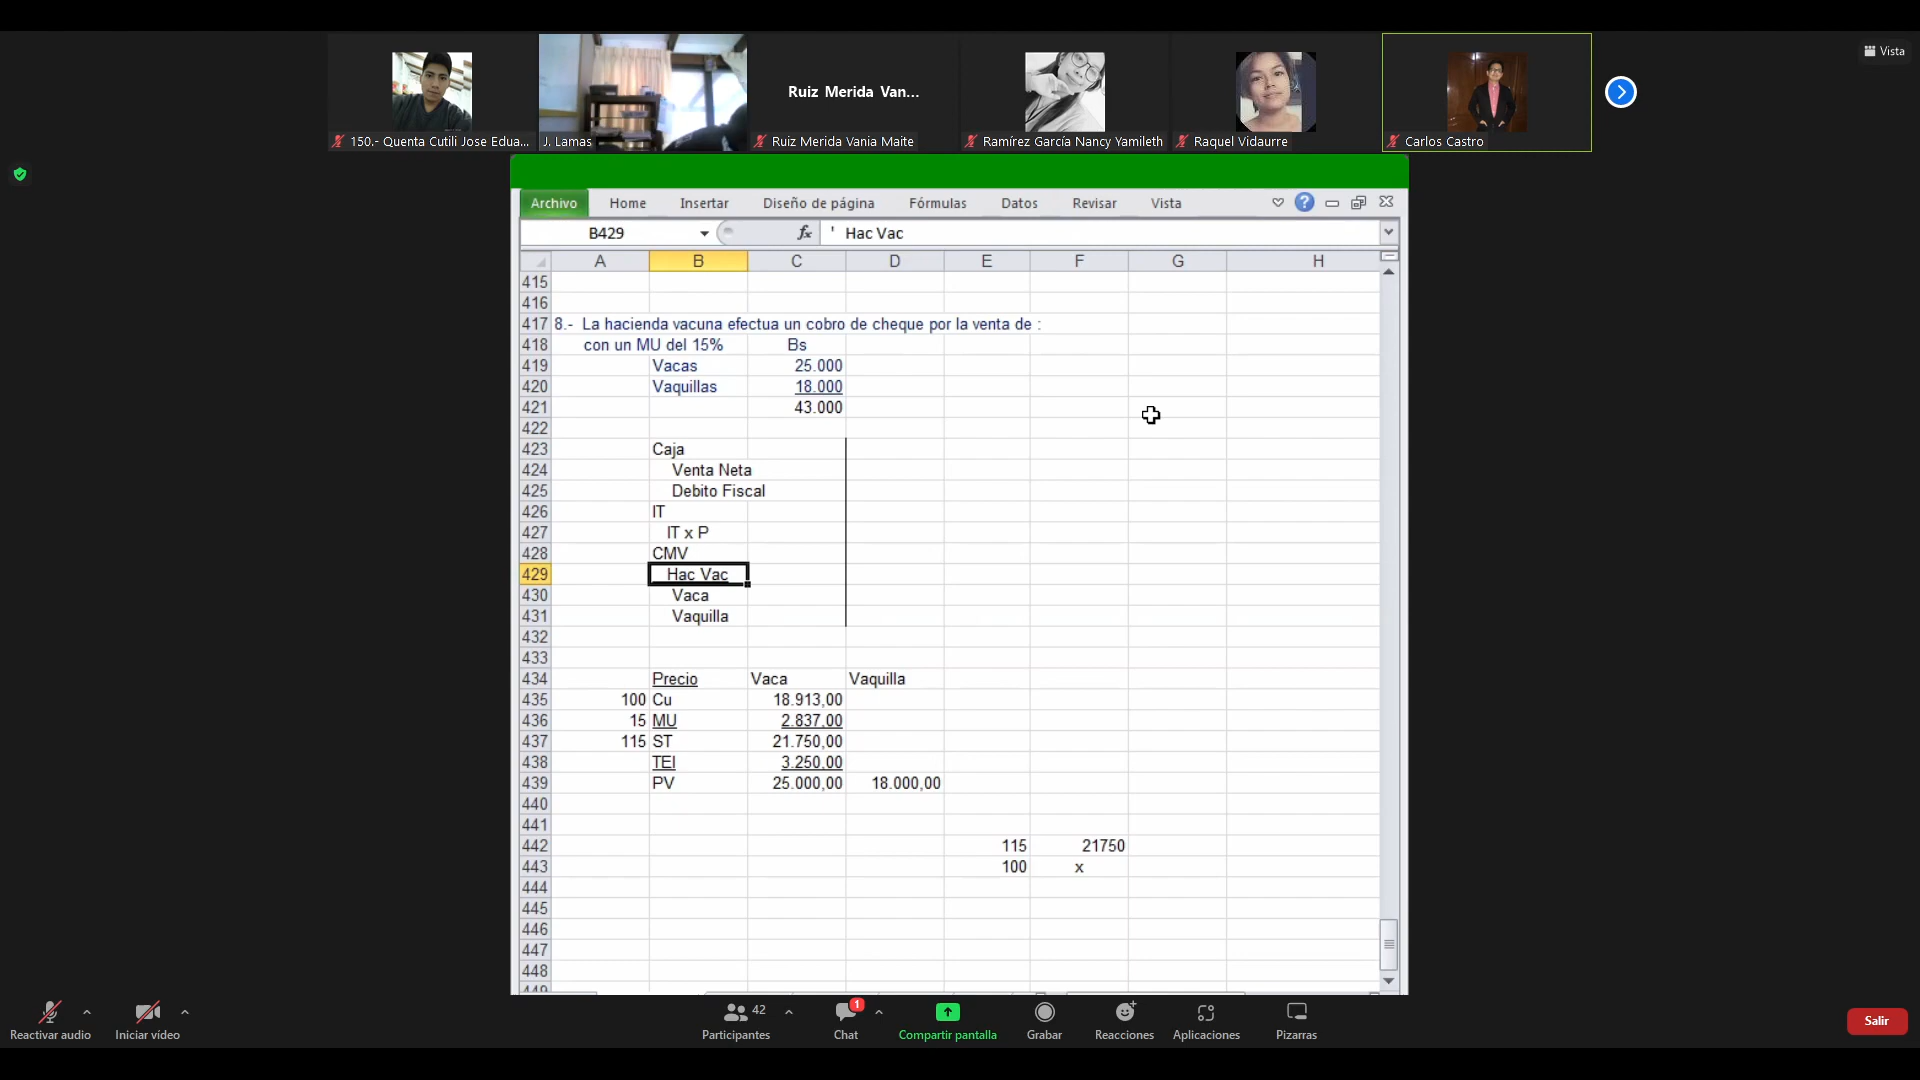 Vista
Ruiz Merida Van...
150.- Quenta Cutili Jose Edua...
J. Lamas
Ruiz Merida Vania Maite
Ramírez García Nancy Yamileth
Raquel Vidaurre
Carlos Castro
Archivo Home Insertar Diseño de página Fórmulas Datos Revisar Vista ?
B429 fx ' Hac Vac
A B C D E F G H
415
416
417 8.- La hacienda vacuna efectua un cobro de cheque por la venta de :
418 con un MU del 15% Bs
419 Vacas 25.000
420 Vaquillas 18.000
421 43.000
422
423 Caja
424 Venta Neta
425 Debito Fiscal
426 IT
427 IT x P
428 CMV
429 Hac Vac
430 Vaca
431 Vaquilla
432
433
434 Precio Vaca Vaquilla
435 100 Cu 18.913,00
436 15 MU 2.837,00
437 115 ST 21.750,00
438 TEI 3.250,00
439 PV 25.000,00 18.000,00
440
441
442 115 21750
443 100 x
444
445
446
447
448
449
Reactivar audio
Iniciar vídeo
42
Participantes
1
Chat
Compartir pantalla
Grabar
Reacciones
Aplicaciones
Pizarras
Salir